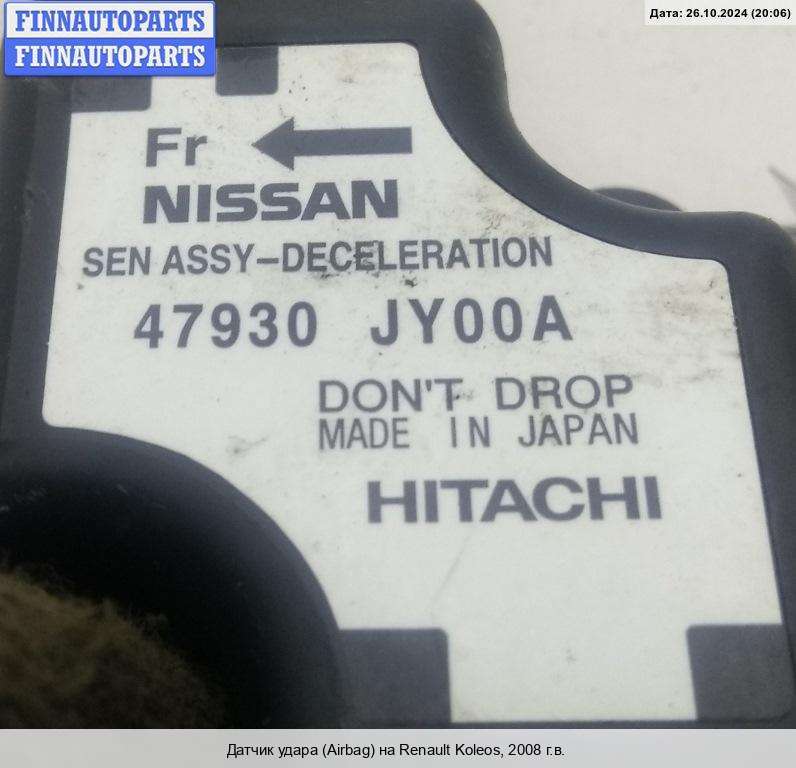 FINNAUTOPARTS
FINNAUTOPARTS
Дата: 26.10.2024 (20:06)
Fr
NISSAN
SEN ASSY-DECELERATION
47930 JY00A
DON'T DROP
MADE IN JAPAN
HITACHI
Датчик удара (Airbag) на Renault Koleos, 2008 г.в.